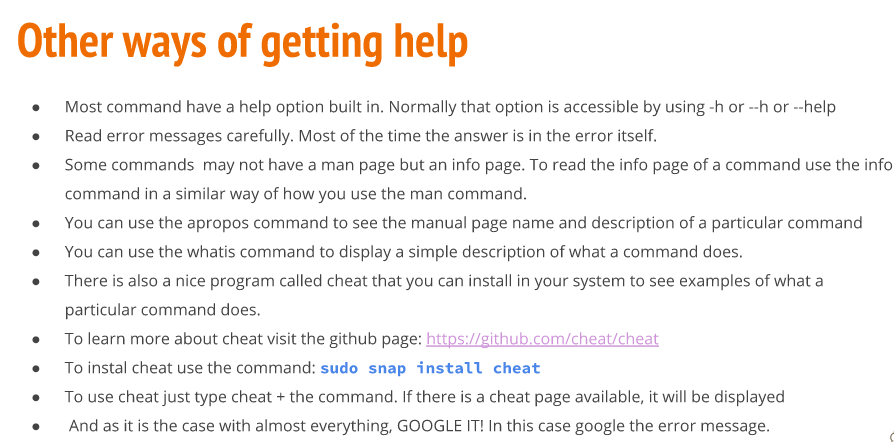 Other ways of getting help
● Most command have a help option built in. Normally that option is accessible by using -h or --h or --help
● Read error messages carefully. Most of the time the answer is in the error itself.
● Some commands  may not have a man page but an info page. To read the info page of a command use the info
command in a similar way of how you use the man command.
● You can use the apropos command to see the manual page name and description of a particular command
● You can use the whatis command to display a simple description of what a command does.
● There is also a nice program called cheat that you can install in your system to see examples of what a
particular command does.
● To learn more about cheat visit the github page: https://github.com/cheat/cheat
● To instal cheat use the command: sudo snap install cheat
● To use cheat just type cheat + the command. If there is a cheat page available, it will be displayed
● And as it is the case with almost everything, GOOGLE IT! In this case google the error message.